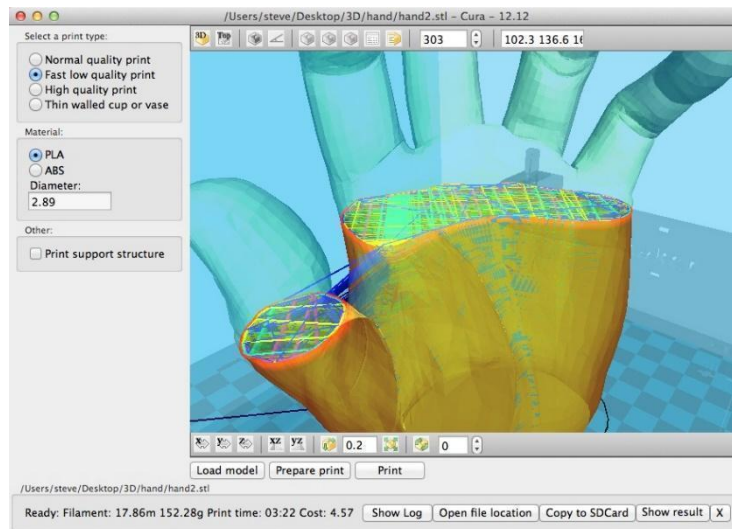 /Users/steve/Desktop/3D/hand/hand2.stl - Cura - 12.12
Select a print type:
Normal quality print
Fast low quality print
High quality print
Thin walled cup or vase
Material:
PLA
ABS
Diameter:
2.89
Other:
Print support structure
3D Top 303 102.3 136.6
x y z xz yz 0.2 0
Load model Prepare print Print
/Users/steve/Desktop/3D/hand/hand2.stl
Ready: Filament: 17.86m 152.28g Print time: 03:22 Cost: 4.57 Show Log Open file location Copy to SDCard Show result X